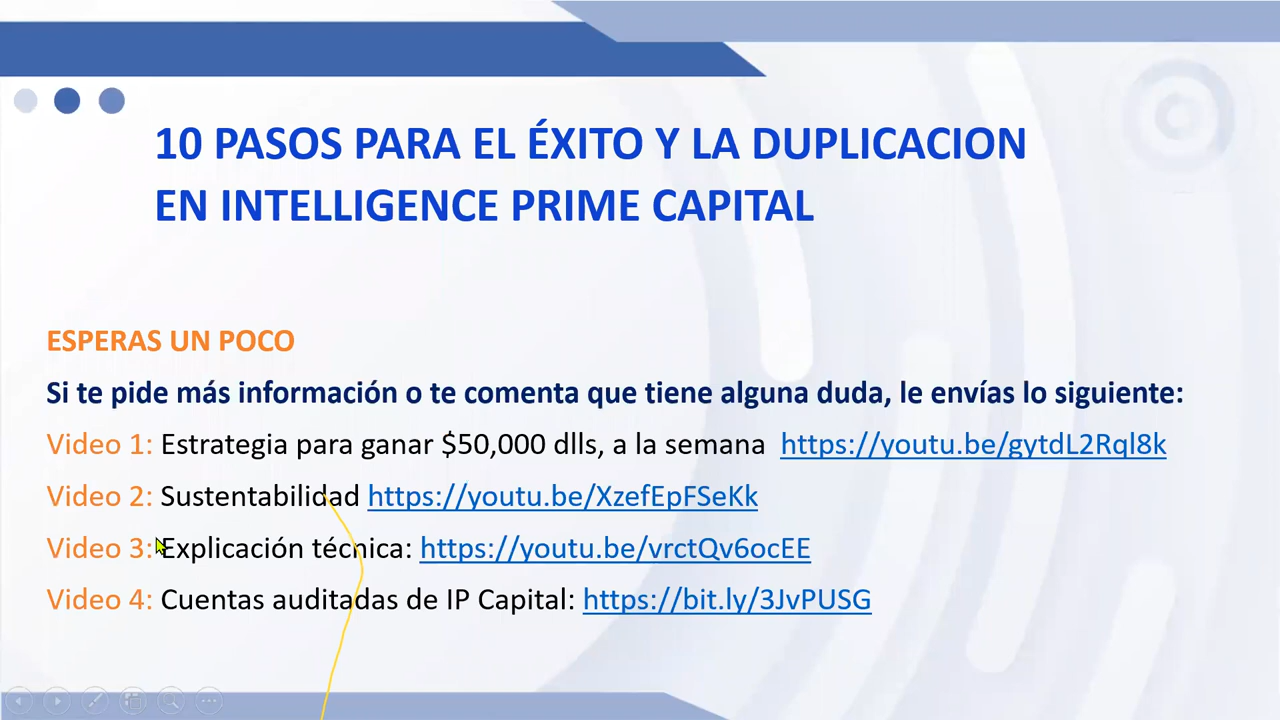 10 PASOS PARA EL ÉXITO Y LA DUPLICACION
EN INTELLIGENCE PRIME CAPITAL
ESPERAS UN POCO
Si te pide más información o te comenta que tiene alguna duda, le envías lo siguiente:
Video 1: Estrategia para ganar $50,000 dlls, a la semana https://youtu.be/gytdL2Rql8k
Video 2: Sustentabilidad https://youtu.be/XzefEpFSeKk
Video 3: Explicación técnica: https://youtu.be/vrctQv6ocEE
Video 4: Cuentas auditadas de IP Capital: https://bit.ly/3JvPUSG